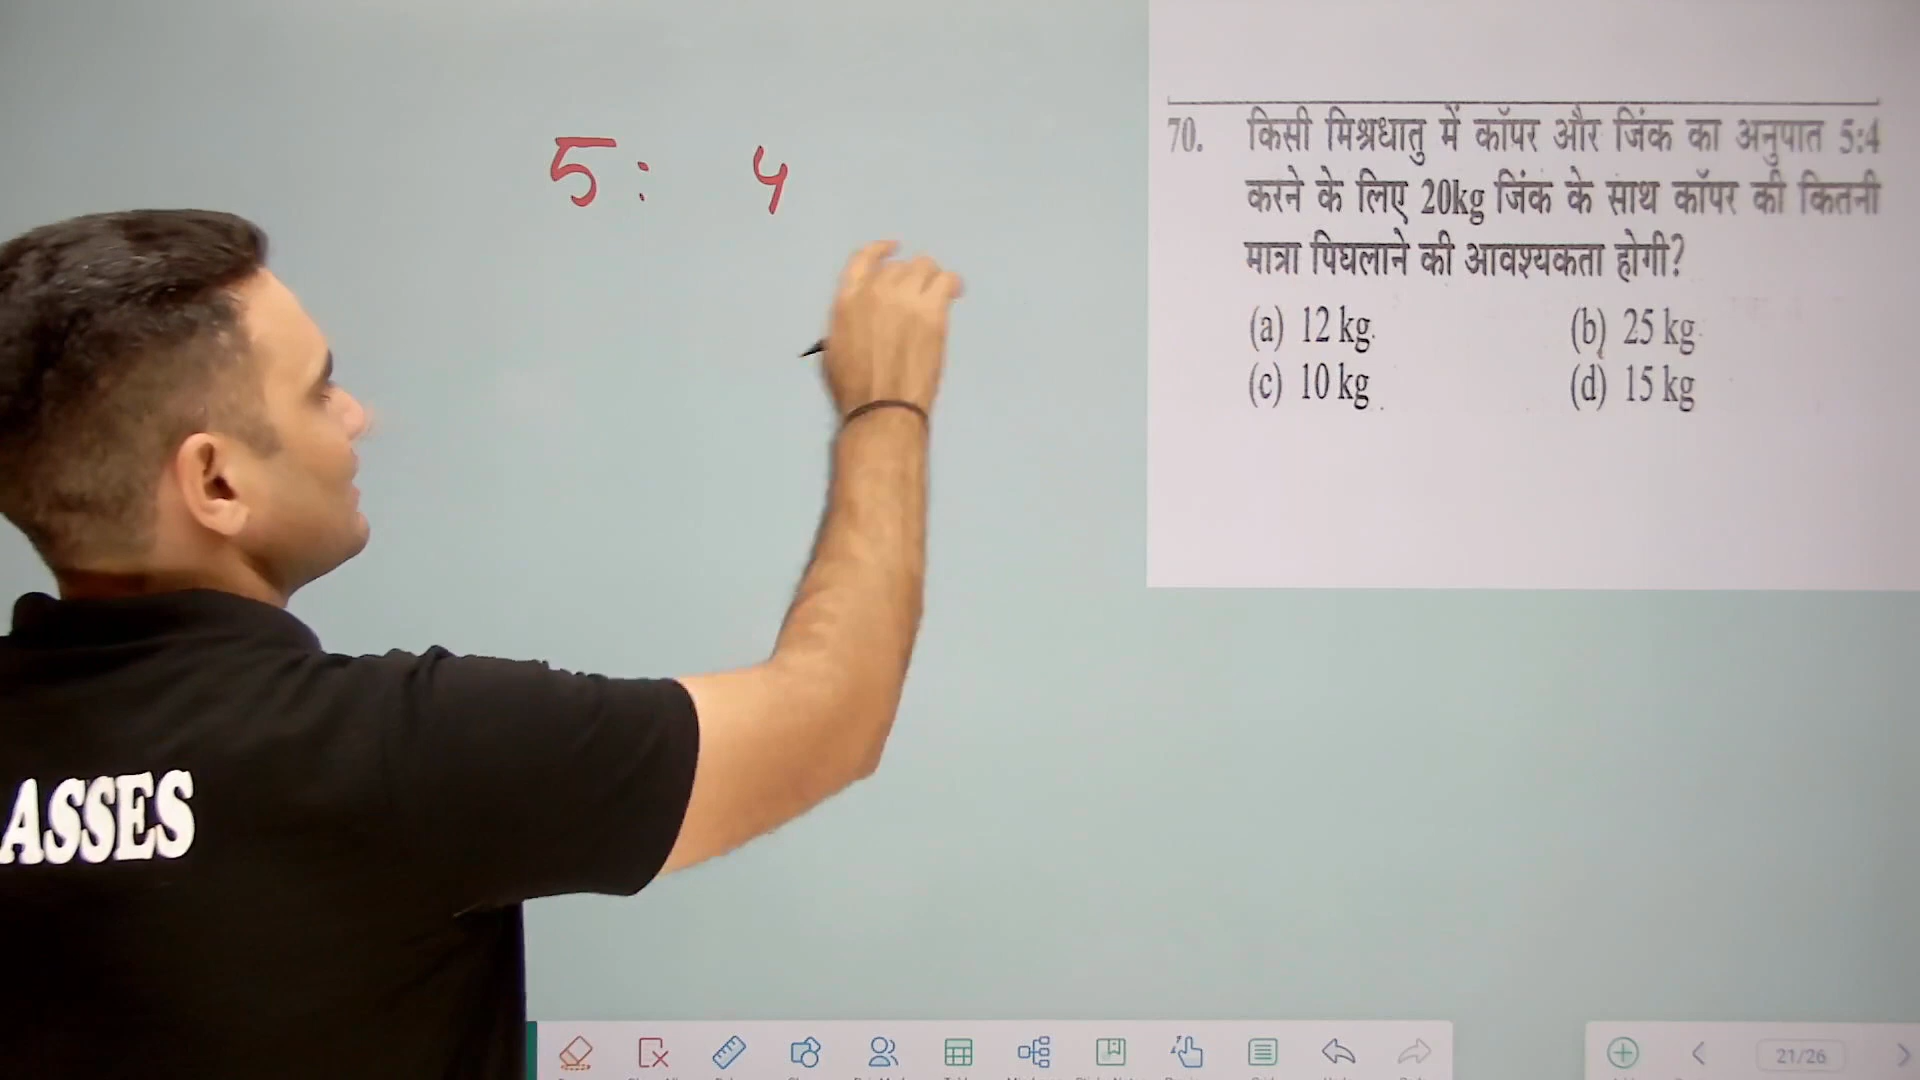 5 : 4
70. किसी मिश्रधातु में कॉपर और जिंक का अनुपात 5:4
करने के लिए 20kg जिंक के साथ कॉपर की कितनी
मात्रा पिघलाने की आवश्यकता होगी?
(a) 12 kg (b) 25 kg
(c) 10 kg (d) 15 kg
ASSES
21/26